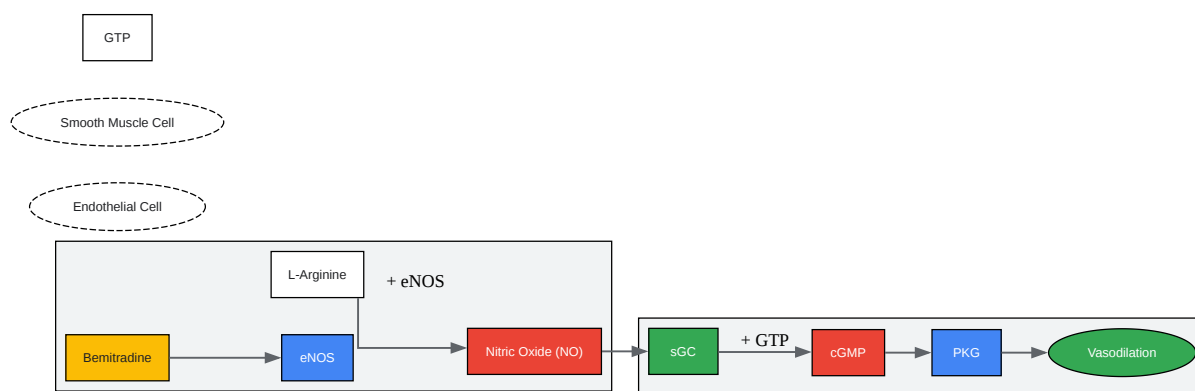 GTP
Smooth Muscle Cell
Endothelial Cell
L-Arginine
+ eNOS
Bemitradine
eNOS
Nitric Oxide (NO)
sGC
+ GTP
cGMP
PKG
Vasodilation